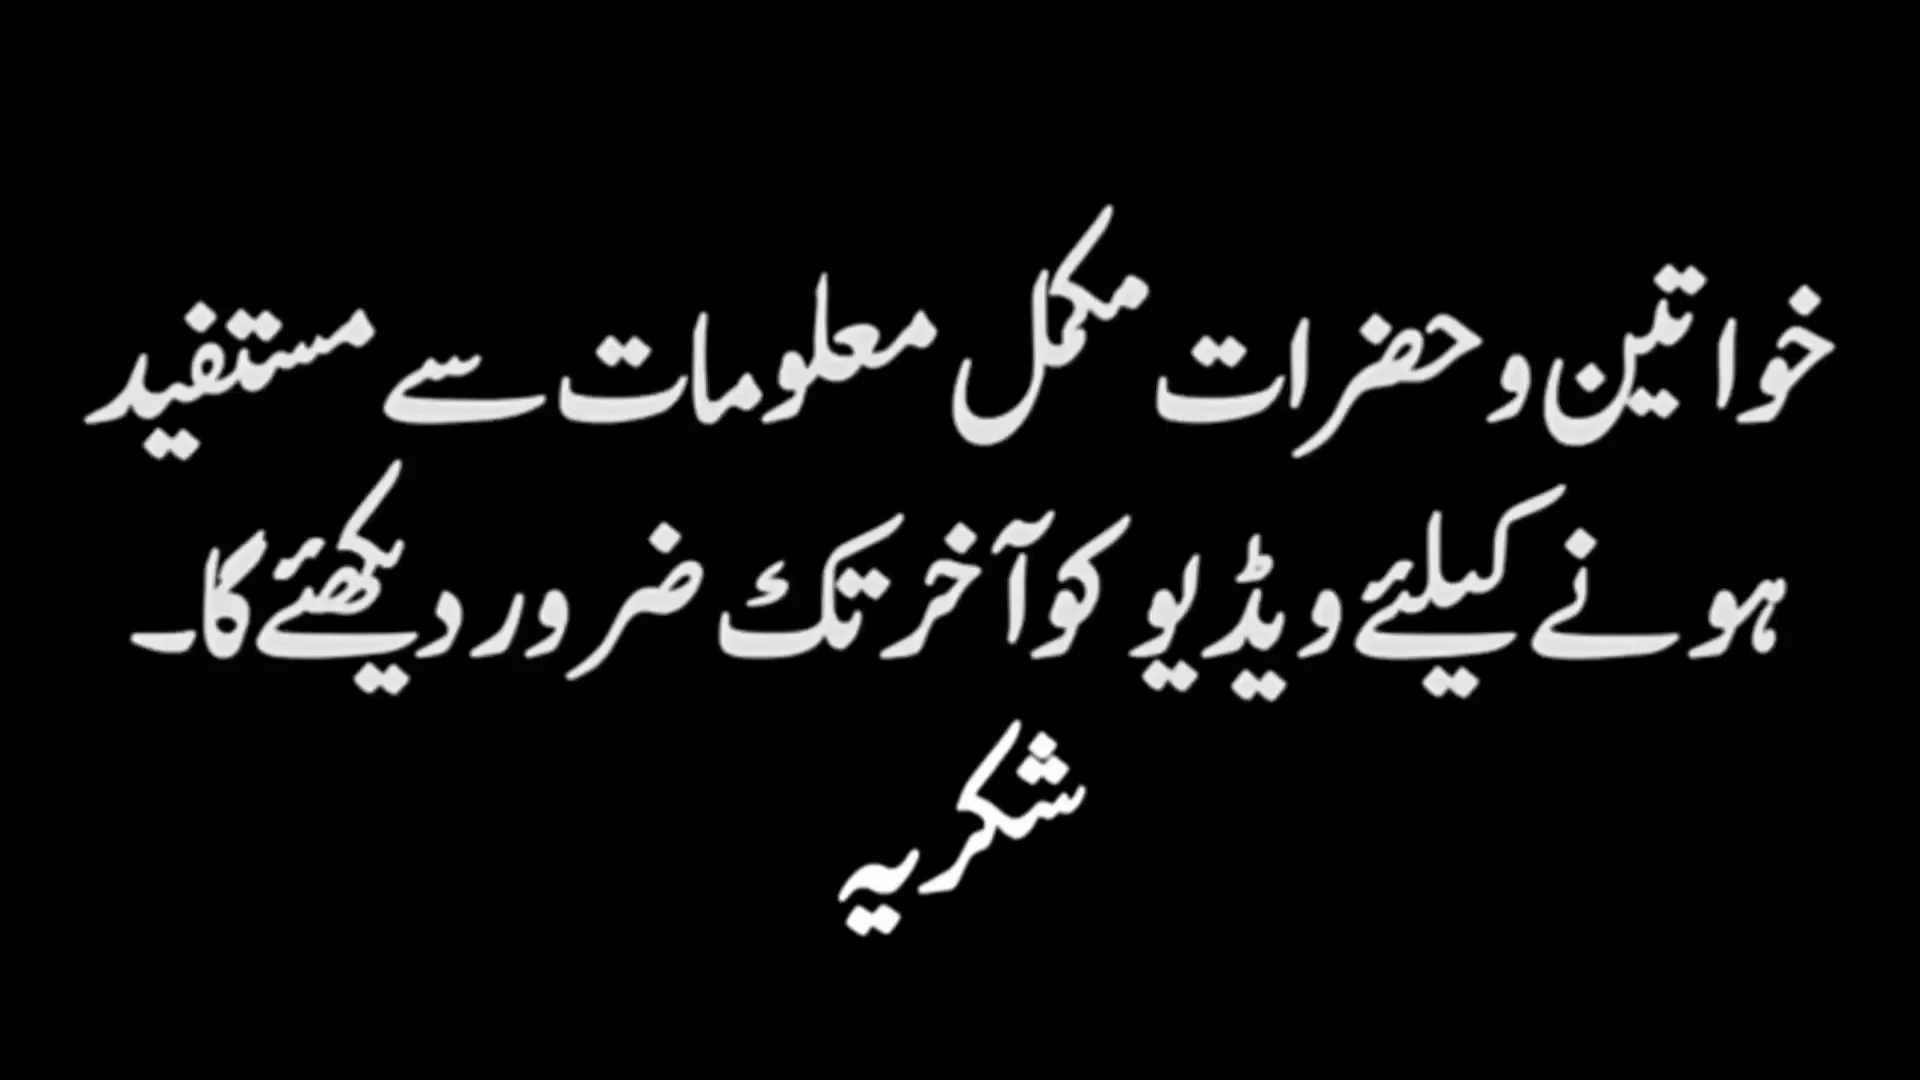 خواتین و حضرات مکمل معلومات سے مستفید
ہونے کیلئے ویڈیو کو آخر تک ضرور دیکھئے گا۔
شکریہ